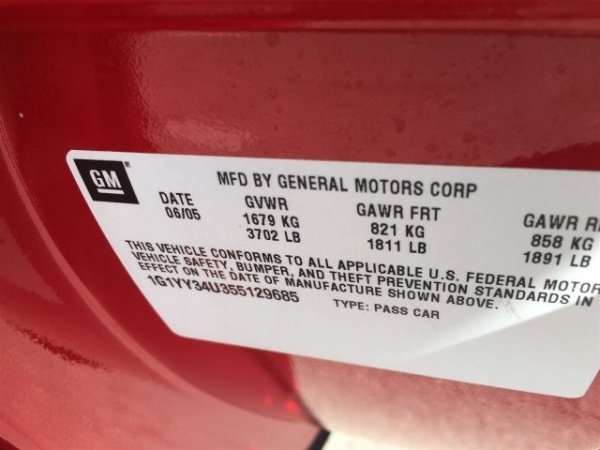 GM
MFD BY GENERAL MOTORS CORP
DATE GVWR GAWR FRT GAWR
06/05 1679 KG 821 KG 858 KG
3702 LB 1811 LB 1891 LB
THIS VEHICLE CONFORMS TO ALL APPLICABLE U.S. FEDERAL MOTOR
VEHICLE SAFETY, BUMPER, AND THEFT PREVENTION STANDARDS IN
EFFECT ON THE DATE OF MANUFACTURE SHOWN ABOVE.
1G1YY34U355129685 TYPE: PASS CAR